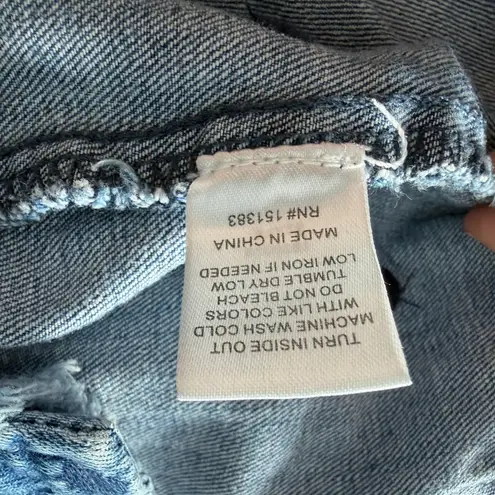 TURN INSIDE OUT
MACHINE WASH COLD
WITH LIKE COLORS
DO NOT BLEACH
TUMBLE DRY LOW
LOW IRON IF NEEDED
MADE IN CHINA
RN# 151383